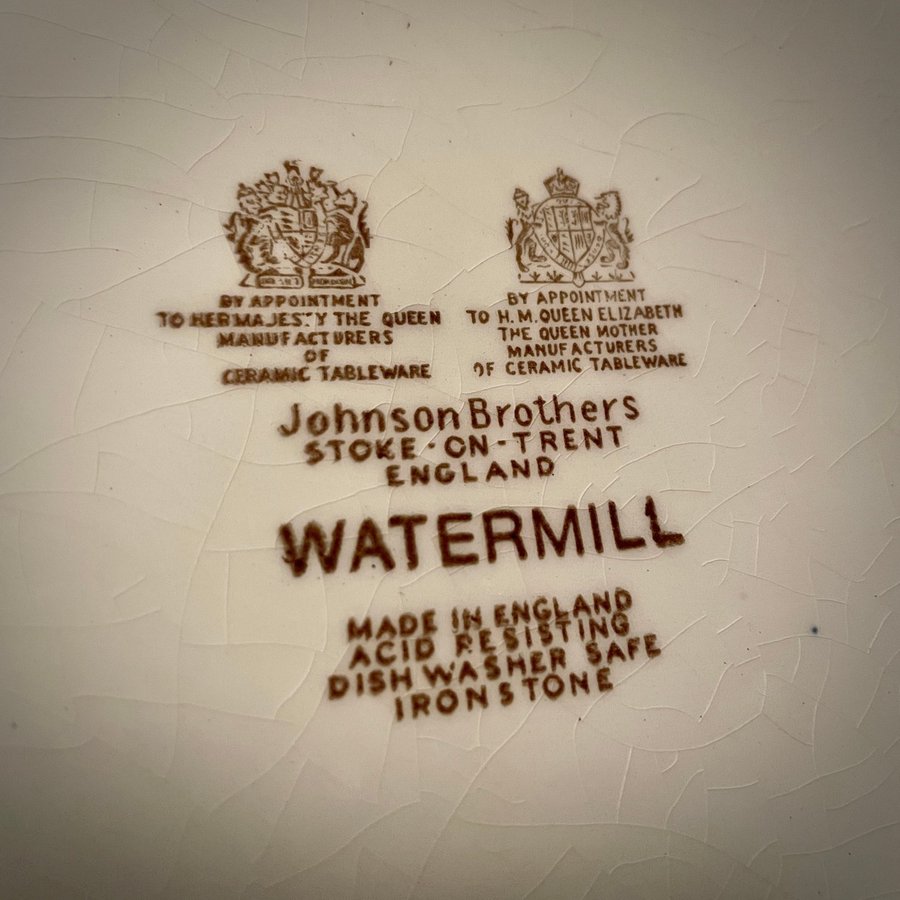 BY APPOINTMENT
TO HER MAJESTY THE QUEEN
MANUFACTURERS
OF
CERAMIC TABLEWARE
BY APPOINTMENT
TO H.M. QUEEN ELIZABETH
THE QUEEN MOTHER
MANUFACTURERS
OF CERAMIC TABLEWARE
Johnson Brothers
STOKE-ON-TRENT
ENGLAND
WATERMILL
MADE IN ENGLAND
ACID RESISTING
DISH WASHER SAFE
IRONSTONE